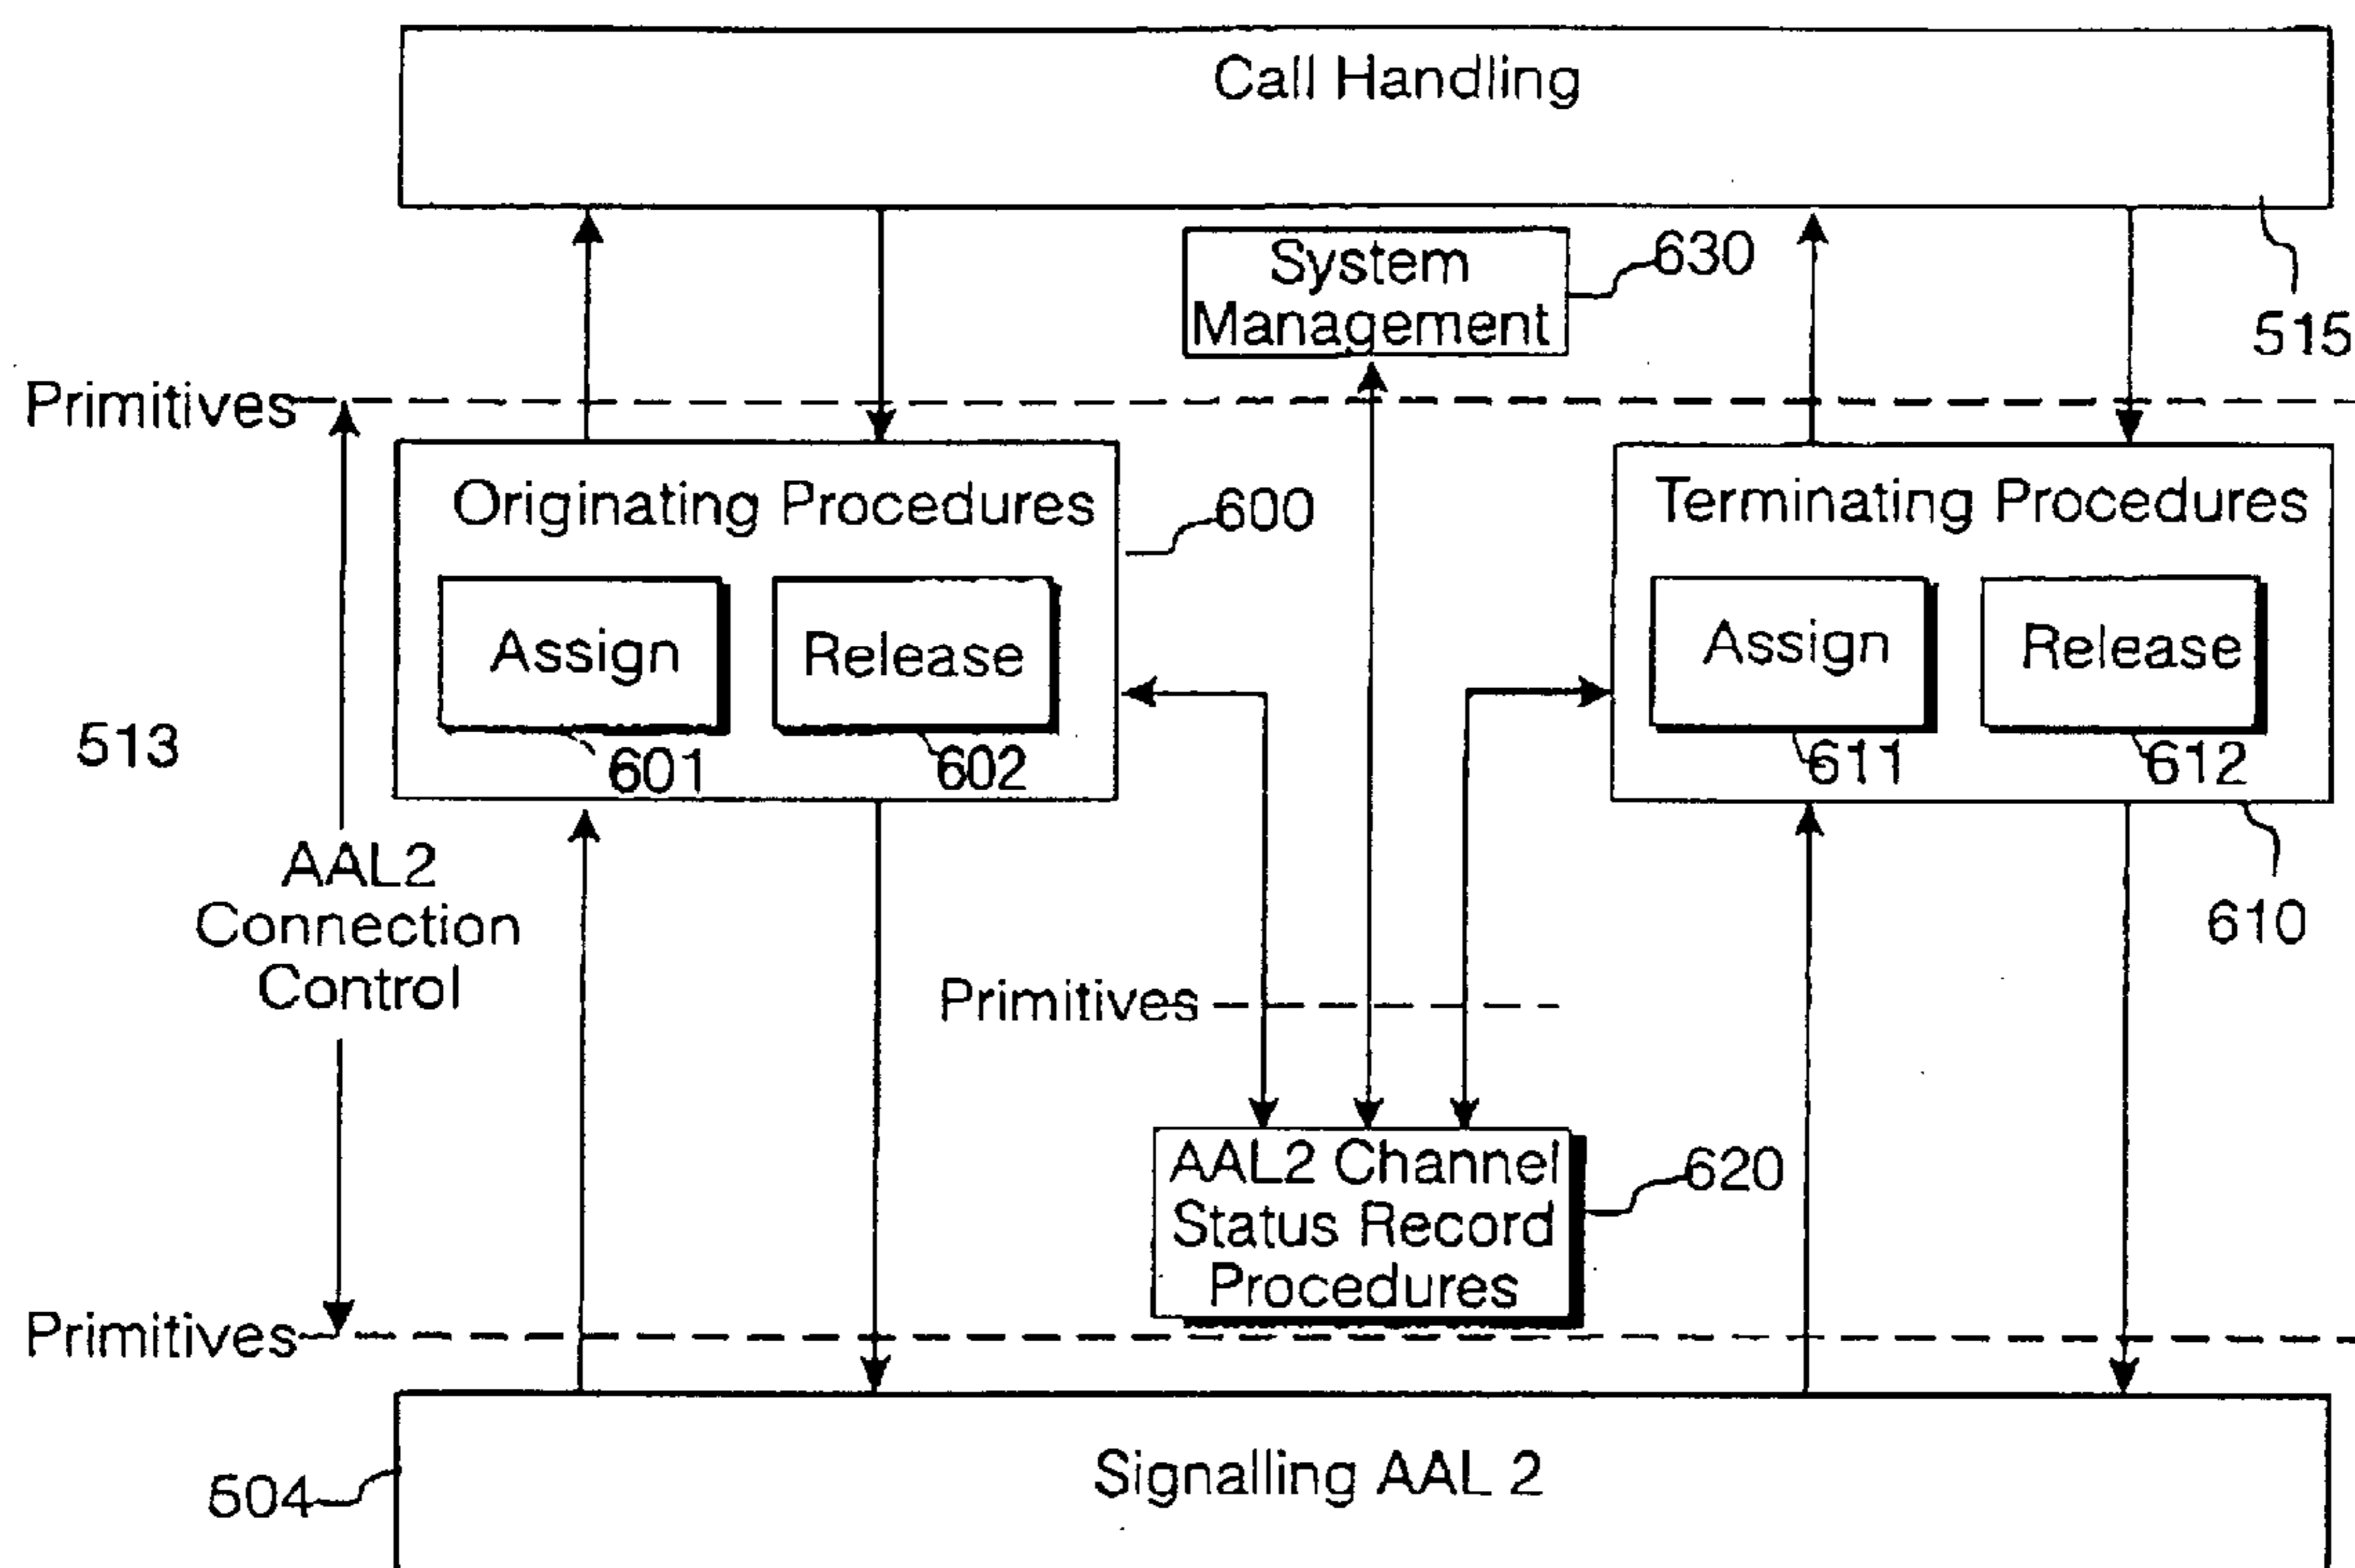 Call Handling
System
Management
630
515
Primitives
Originating Procedures
600
Terminating Procedures
Assign
Release
Assign
Release
513
601
602
611
612
AAL2
Connection
Control
610
Primitives
AAL2 Channel
Status Record
Procedures
620
Primitives
504
Signalling AAL 2